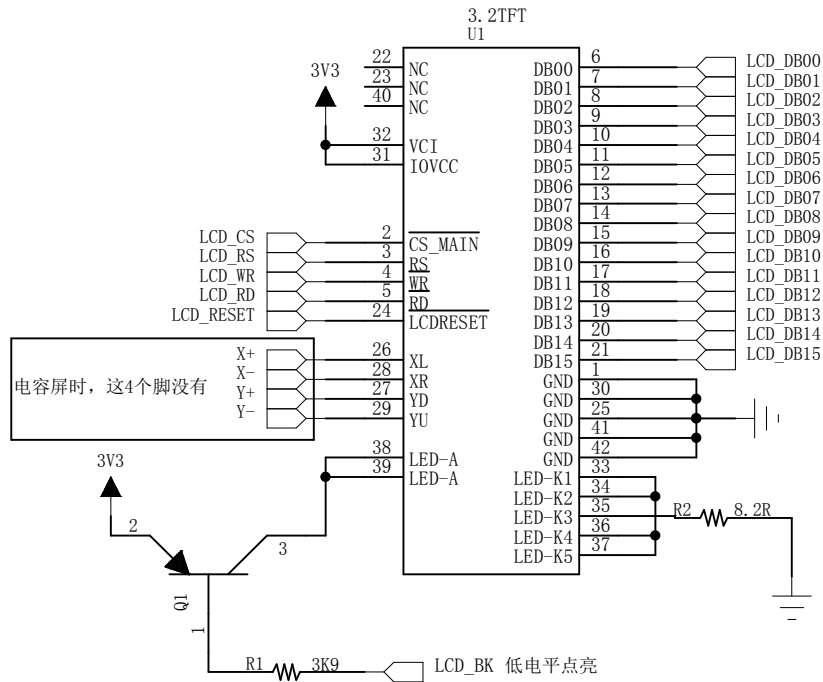 3.2TFT
U1
3V3
22 NC
23 NC
40 NC
32 VCI
31 IOVCC
LCD_CS 2 CS_MAIN
LCD_RS 3 RS
LCD_WR 4 WR
LCD_RD 5 RD
LCD_RESET 24 LCDRESET
电容屏时，这4个脚没有
X+ 26 XL
X- 28 XR
Y+ 27 YD
Y- 29 YU
38 LED-A
39 LED-A
DB00 6 LCD_DB00
DB01 7 LCD_DB01
DB02 8 LCD_DB02
DB03 9 LCD_DB03
DB04 10 LCD_DB04
DB05 11 LCD_DB05
DB06 12 LCD_DB06
DB07 13 LCD_DB07
DB08 14 LCD_DB08
DB09 15 LCD_DB09
DB10 16 LCD_DB10
DB11 17 LCD_DB11
DB12 18 LCD_DB12
DB13 19 LCD_DB13
DB14 20 LCD_DB14
DB15 21 LCD_DB15
GND 1
GND 30
GND 25
GND 41
GND 42
LED-K1 33
LED-K2 34
LED-K3 35
LED-K4 36
LED-K5 37
R2 8.2R
3V3
2
3
Q1
1
R1 3K9
LCD_BK 低电平点亮